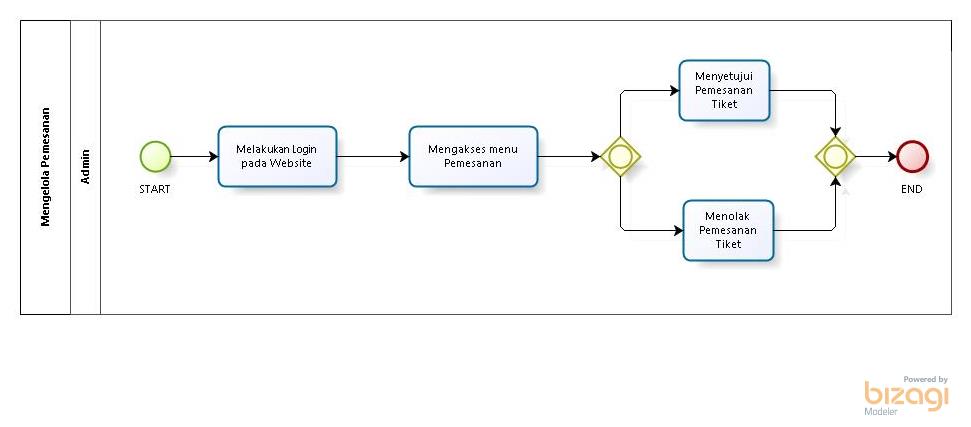 Mengelola Pemesanan
Admin
START
Melakukan Login
pada Website
Mengakses menu
Pemesanan
Menyetujui
Pemesanan
Tiket
Menolak
Pemesanan
Tiket
END
Powered by
bizagi
Modeler